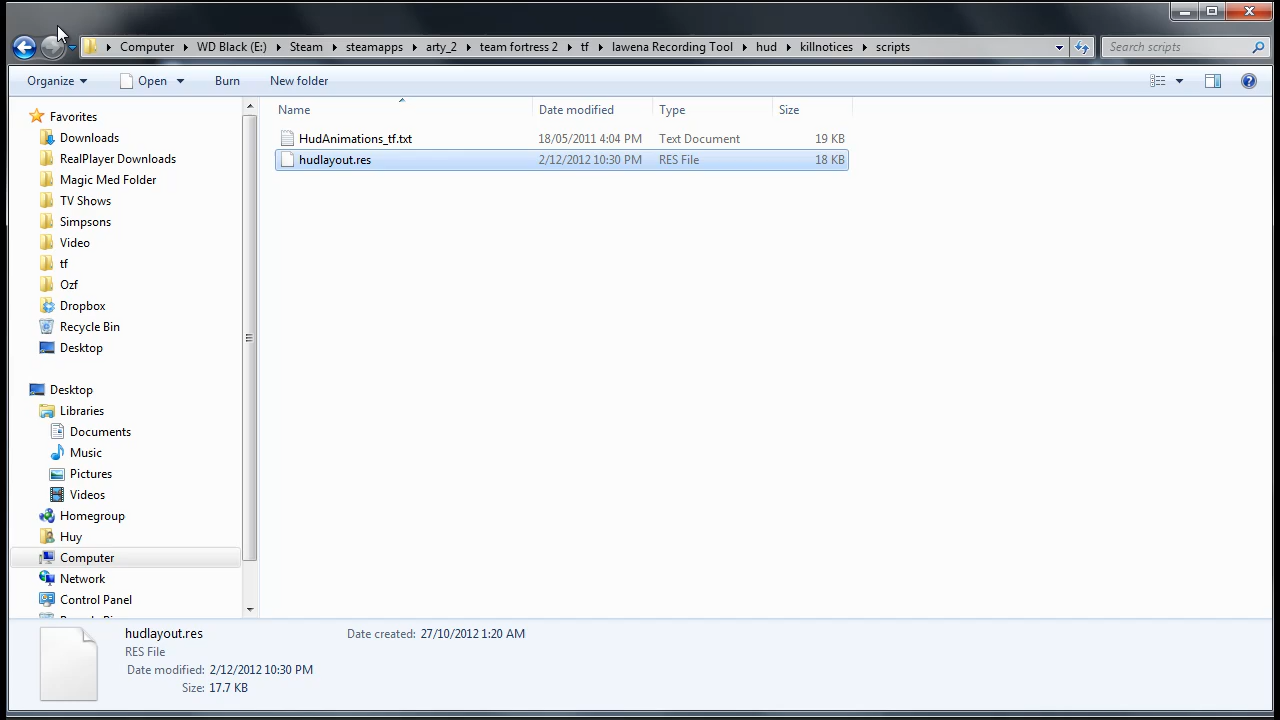 Computer WD Black (E:) Steam steamapps arty_2 team fortress 2 tf lawena Recording Tool hud killnotices scripts Search scripts
Organize Open Burn New folder
Name Date modified Type Size
HudAnimations_tf.txt 18/05/2011 4:04 PM Text Document 19 KB
hudlayout.res 2/12/2012 10:30 PM RES File 18 KB
Favorites
Downloads
RealPlayer Downloads
Magic Med Folder
TV Shows
Simpsons
Video
tf
Ozf
Dropbox
Recycle Bin
Desktop
Desktop
Libraries
Documents
Music
Pictures
Videos
Homegroup
Huy
Computer
Network
Control Panel
hudlayout.res Date created: 27/10/2012 1:20 AM
RES File
Date modified: 2/12/2012 10:30 PM
Size: 17.7 KB